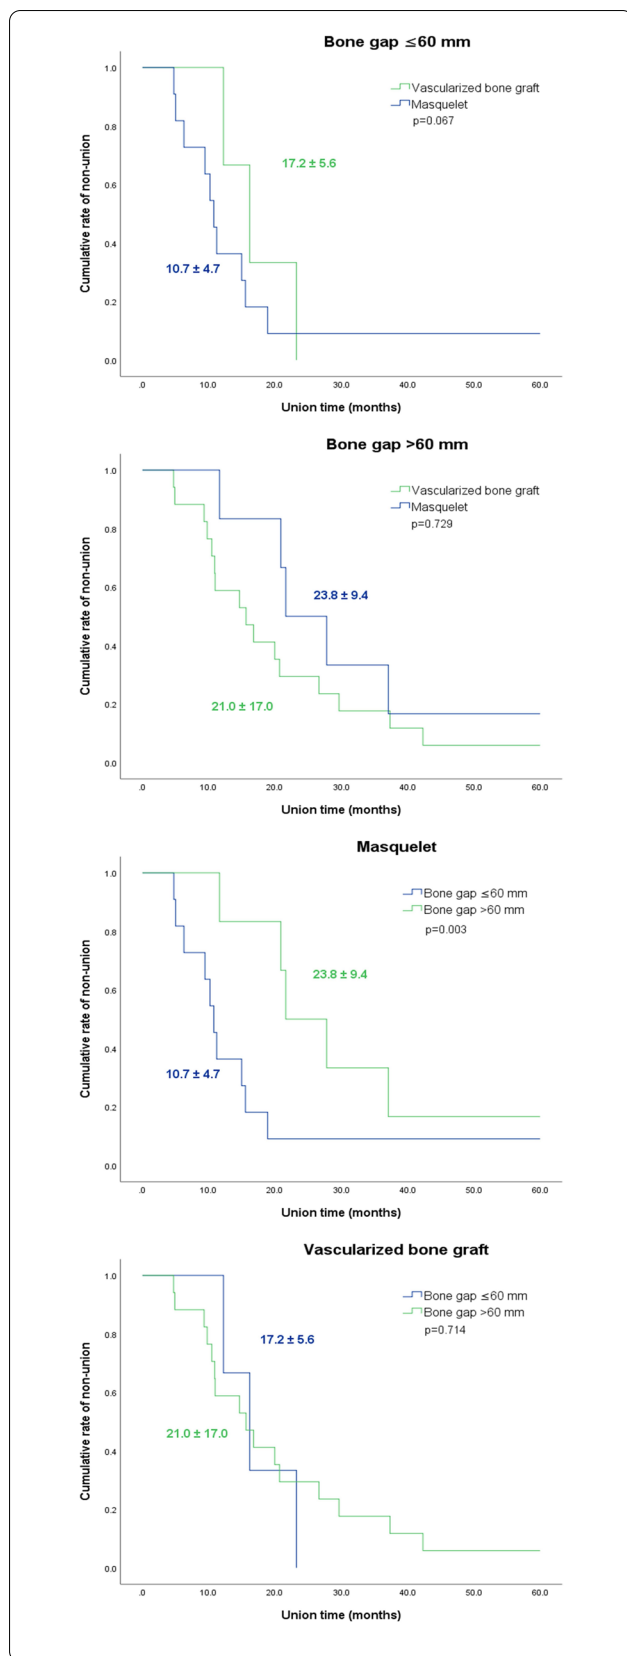 Bone gap ≤60 mm
1.0
0.8
0.6
0.4
0.2
0.0
Cumulative rate of non-union
Vascularized bone graft
Masquelet
p=0.067
17.2 ± 5.6
10.7 ± 4.7
.0 10.0 20.0 30.0 40.0 50.0 60.0
Union time (months)
Bone gap >60 mm
1.0
0.8
0.6
0.4
0.2
0.0
Cumulative rate of non-union
Vascularized bone graft
Masquelet
p=0.729
23.8 ± 9.4
21.0 ± 17.0
.0 10.0 20.0 30.0 40.0 50.0 60.0
Union time (months)
Masquelet
1.0
0.8
0.6
0.4
0.2
0.0
Cumulative rate of non-union
Bone gap ≤60 mm
Bone gap >60 mm
p=0.003
23.8 ± 9.4
10.7 ± 4.7
.0 10.0 20.0 30.0 40.0 50.0 60.0
Union time (months)
Vascularized bone graft
1.0
0.8
0.6
0.4
0.2
0.0
Cumulative rate of non-union
Bone gap ≤60 mm
Bone gap >60 mm
p=0.714
17.2 ± 5.6
21.0 ± 17.0
.0 10.0 20.0 30.0 40.0 50.0 60.0
Union time (months)